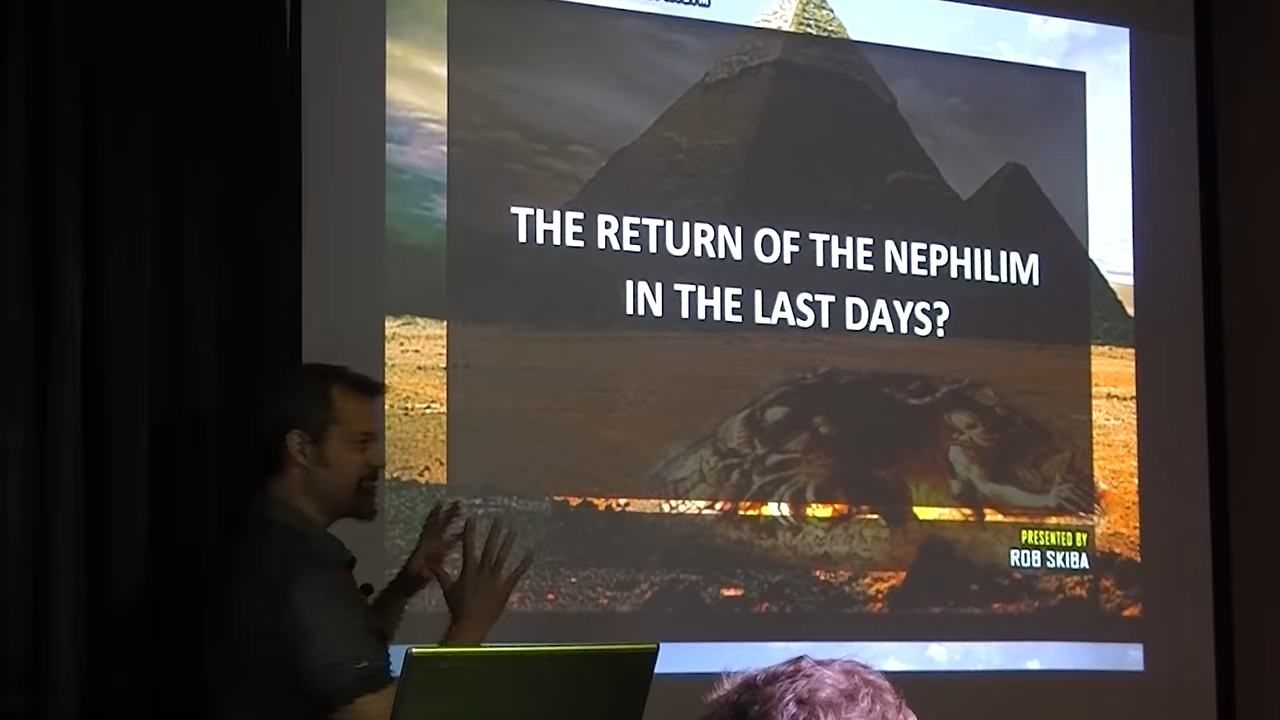 THE RETURN OF THE NEPHILIM
IN THE LAST DAYS?
PRESENTED BY
ROB SKIBA